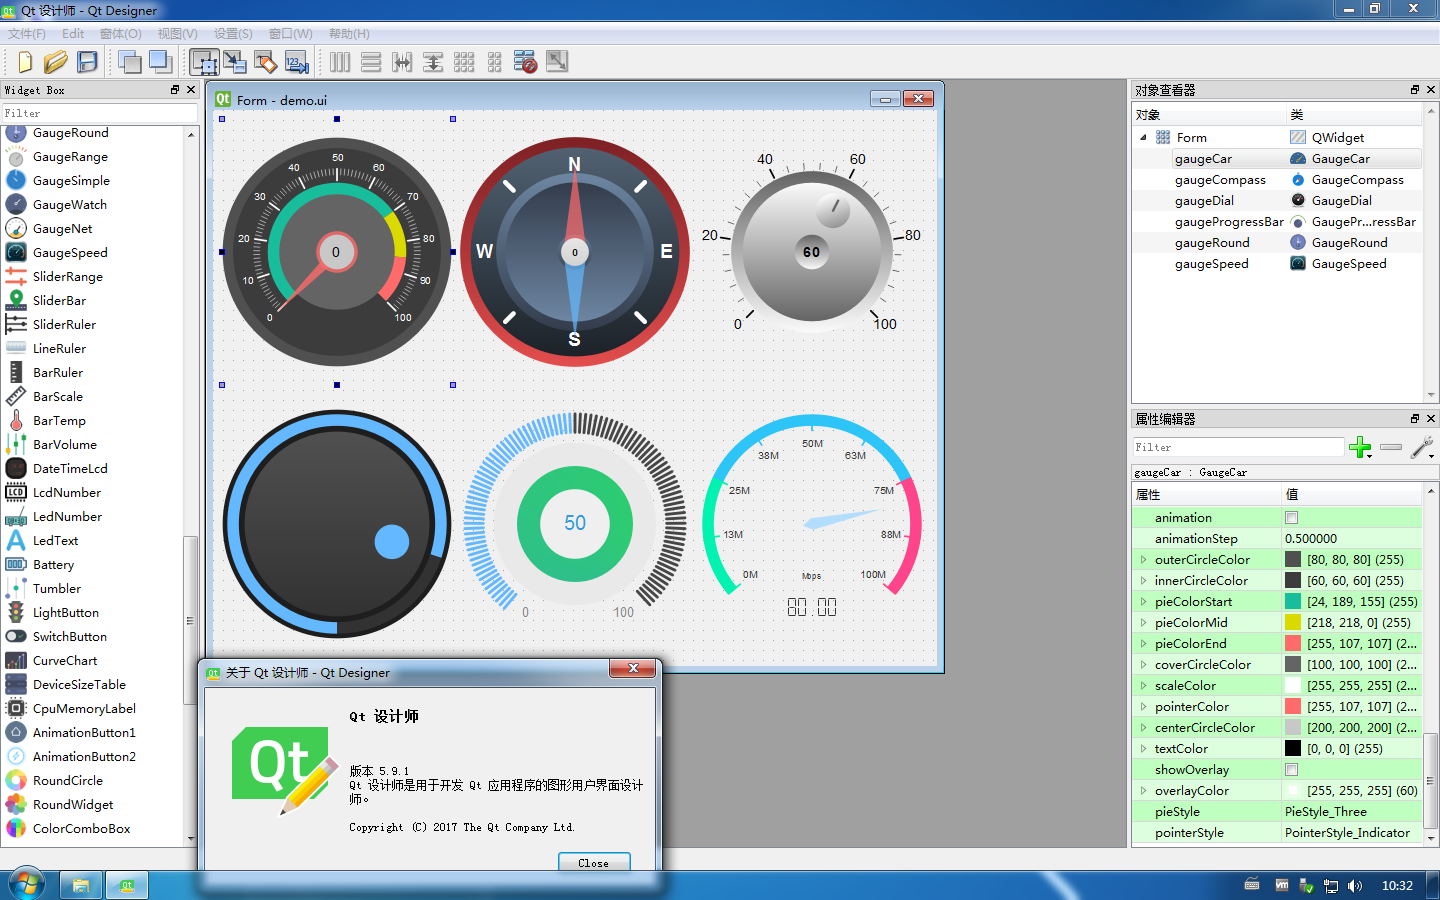 Qt 设计师 - Qt Designer
文件(F) Edit 窗体(O) 视图(V) 设置(S) 窗口(W) 帮助(H)
123
Widget Box
Filter
GaugeRound
GaugeRange
GaugeSimple
GaugeWatch
GaugeNet
GaugeSpeed
SliderRange
SliderBar
SliderRuler
LineRuler
BarRuler
BarScale
BarTemp
BarVolume
DateTimeLcd
LcdNumber
LedNumber
LedText
Battery
Tumbler
LightButton
SwitchButton
CurveChart
DeviceSizeTable
CpuMemoryLabel
AnimationButton1
AnimationButton2
RoundCircle
RoundWidget
ColorComboBox
Qt Form - demo.ui
0 10 20 30 40 50 60 70 80 90 100
0
N
W E
S
0
0 20 40 60 80 100
60
50
0 100
0M 13M 25M 38M 50M 63M 75M 88M 100M
Mbps
00 00
关于 Qt 设计师 - Qt Designer
Qt
Qt 设计师
版本 5.9.1
Qt 设计师是用于开发 Qt 应用程序的图形用户界面设计
师。
Copyright (C) 2017 The Qt Company Ltd.
Close
对象查看器
对象 类
Form QWidget
gaugeCar GaugeCar
gaugeCompass GaugeCompass
gaugeDial GaugeDial
gaugeProgressBar GaugePr...ressBar
gaugeRound GaugeRound
gaugeSpeed GaugeSpeed
属性编辑器
Filter
gaugeCar : GaugeCar
属性 值
animation
animationStep 0.500000
outerCircleColor [80, 80, 80] (255)
innerCircleColor [60, 60, 60] (255)
pieColorStart [24, 189, 155] (255)
pieColorMid [218, 218, 0] (255)
pieColorEnd [255, 107, 107] (2...
coverCircleColor [100, 100, 100] (2...
scaleColor [255, 255, 255] (2...
pointerColor [255, 107, 107] (2...
centerCircleColor [200, 200, 200] (2...
textColor [0, 0, 0] (255)
showOverlay
overlayColor [255, 255, 255] (60)
pieStyle PieStyle_Three
pointerStyle PointerStyle_Indicator
vm
10:32